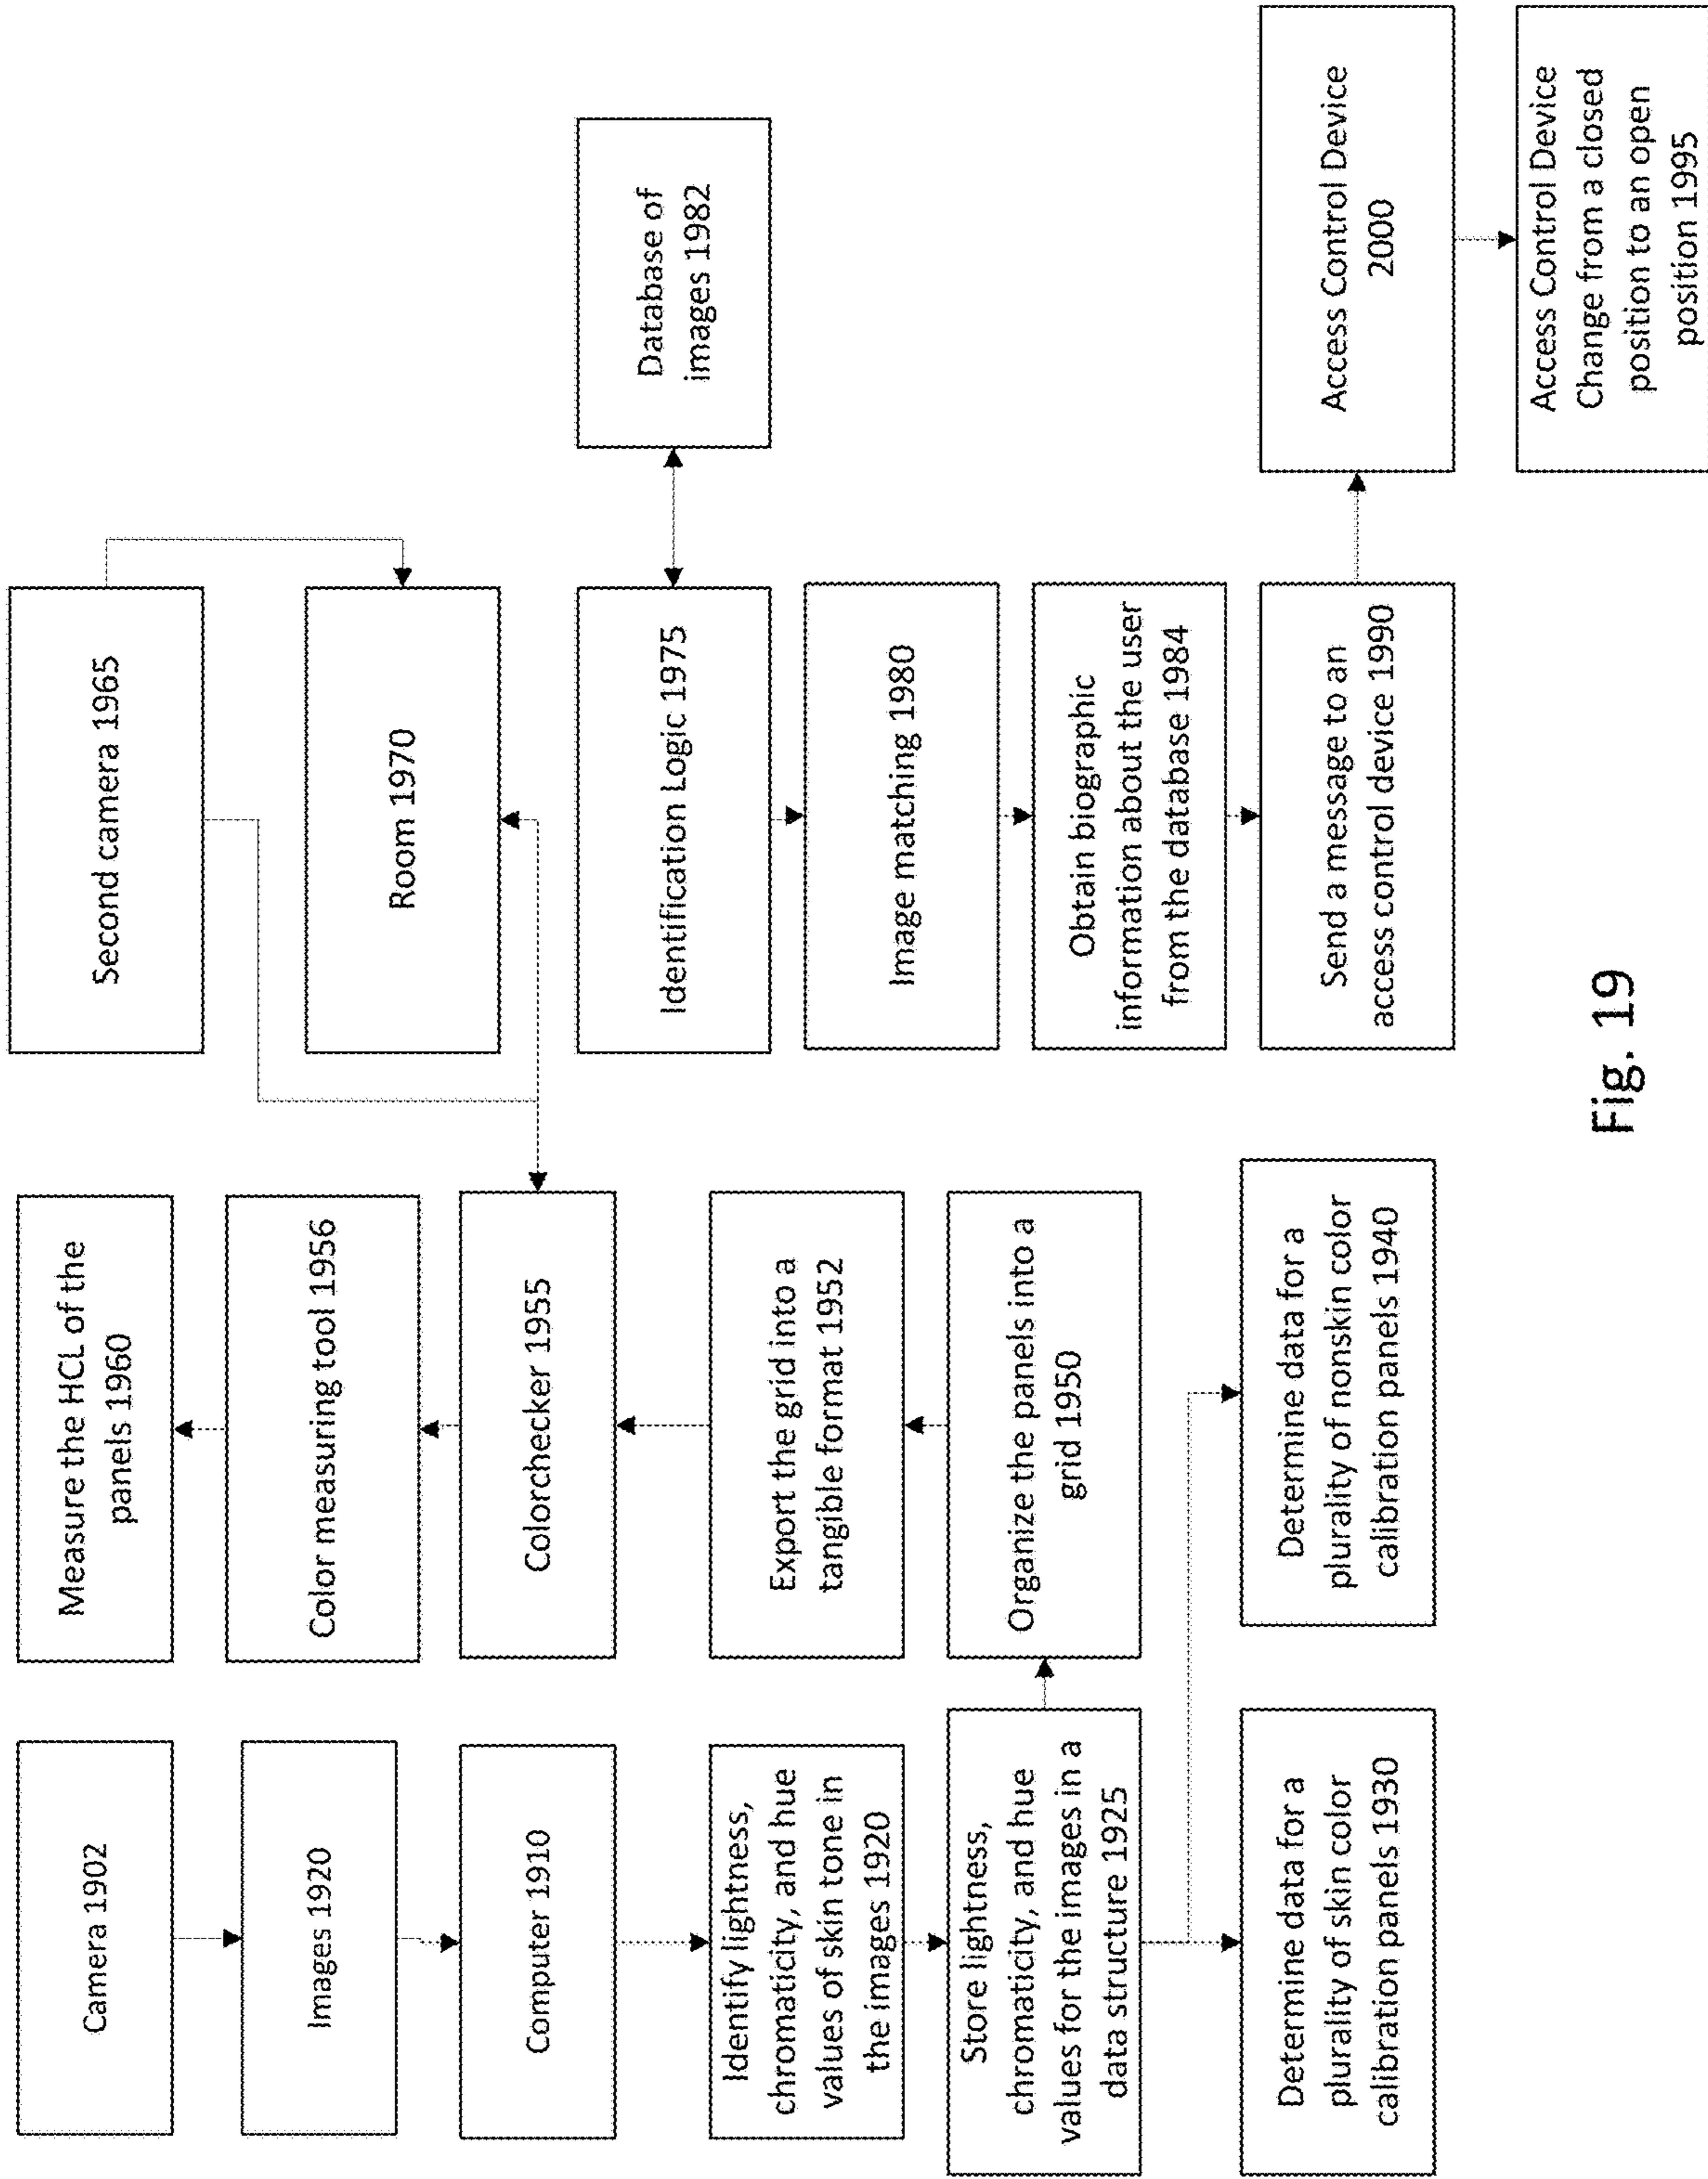 Camera 1902
Images 1920
Computer 1910
Identify lightness,
chromaticity, and hue
values of skin tone in
the images 1920
Store lightness,
chromaticity, and hue
values for the images in a
data structure 1925
Determine data for a
plurality of skin color
calibration panels 1930
Measure the HCL of the
panels 1960
Color measuring tool 1956
Colorchecker 1955
Export the grid into a
tangible format 1952
Organize the panels into a
grid 1950
Determine data for a
plurality of nonskin color
calibration panels 1940
Second camera 1965
Room 1970
Identification Logic 1975
Image matching 1980
Obtain biographic
information about the user
from the database 1984
Send a message to an
access control device 1990
Database of
images 1982
Access Control Device
2000
Access Control Device
Change from a closed
position to an open
position 1995
Fig. 19